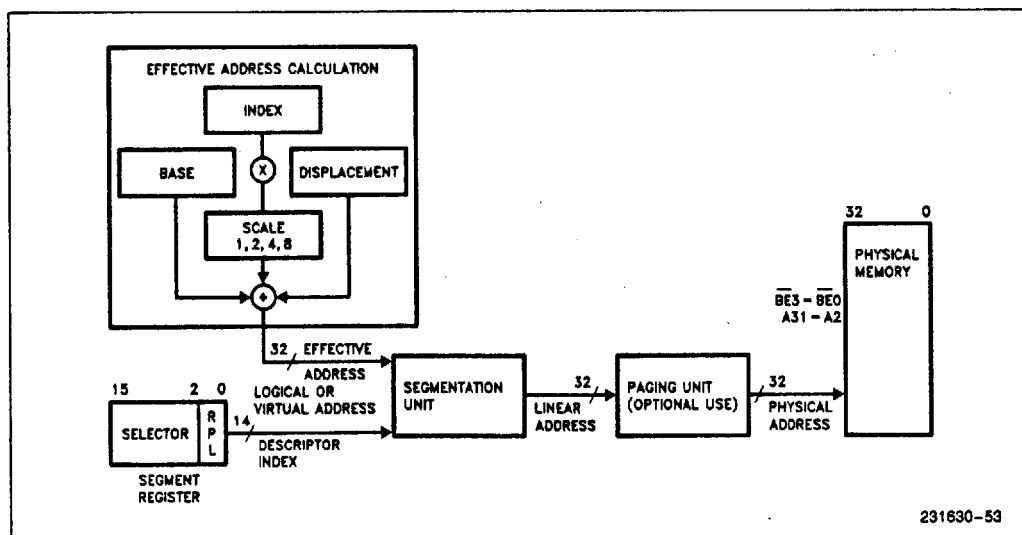 EFFECTIVE ADDRESS CALCULATION
INDEX
BASE
X
DISPLACEMENT
SCALE
1, 2, 4, 8
+
32
0
PHYSICAL
MEMORY
BE3 - BE0
A31 - A2
32
EFFECTIVE
ADDRESS
LOGICAL OR
VIRTUAL ADDRESS
15
2
0
SELECTOR
R
P
L
14
DESCRIPTOR
INDEX
SEGMENT
REGISTER
SEGMENTATION
UNIT
32
LINEAR
ADDRESS
PAGING UNIT
(OPTIONAL USE)
32
PHYSICAL
ADDRESS
231630-53